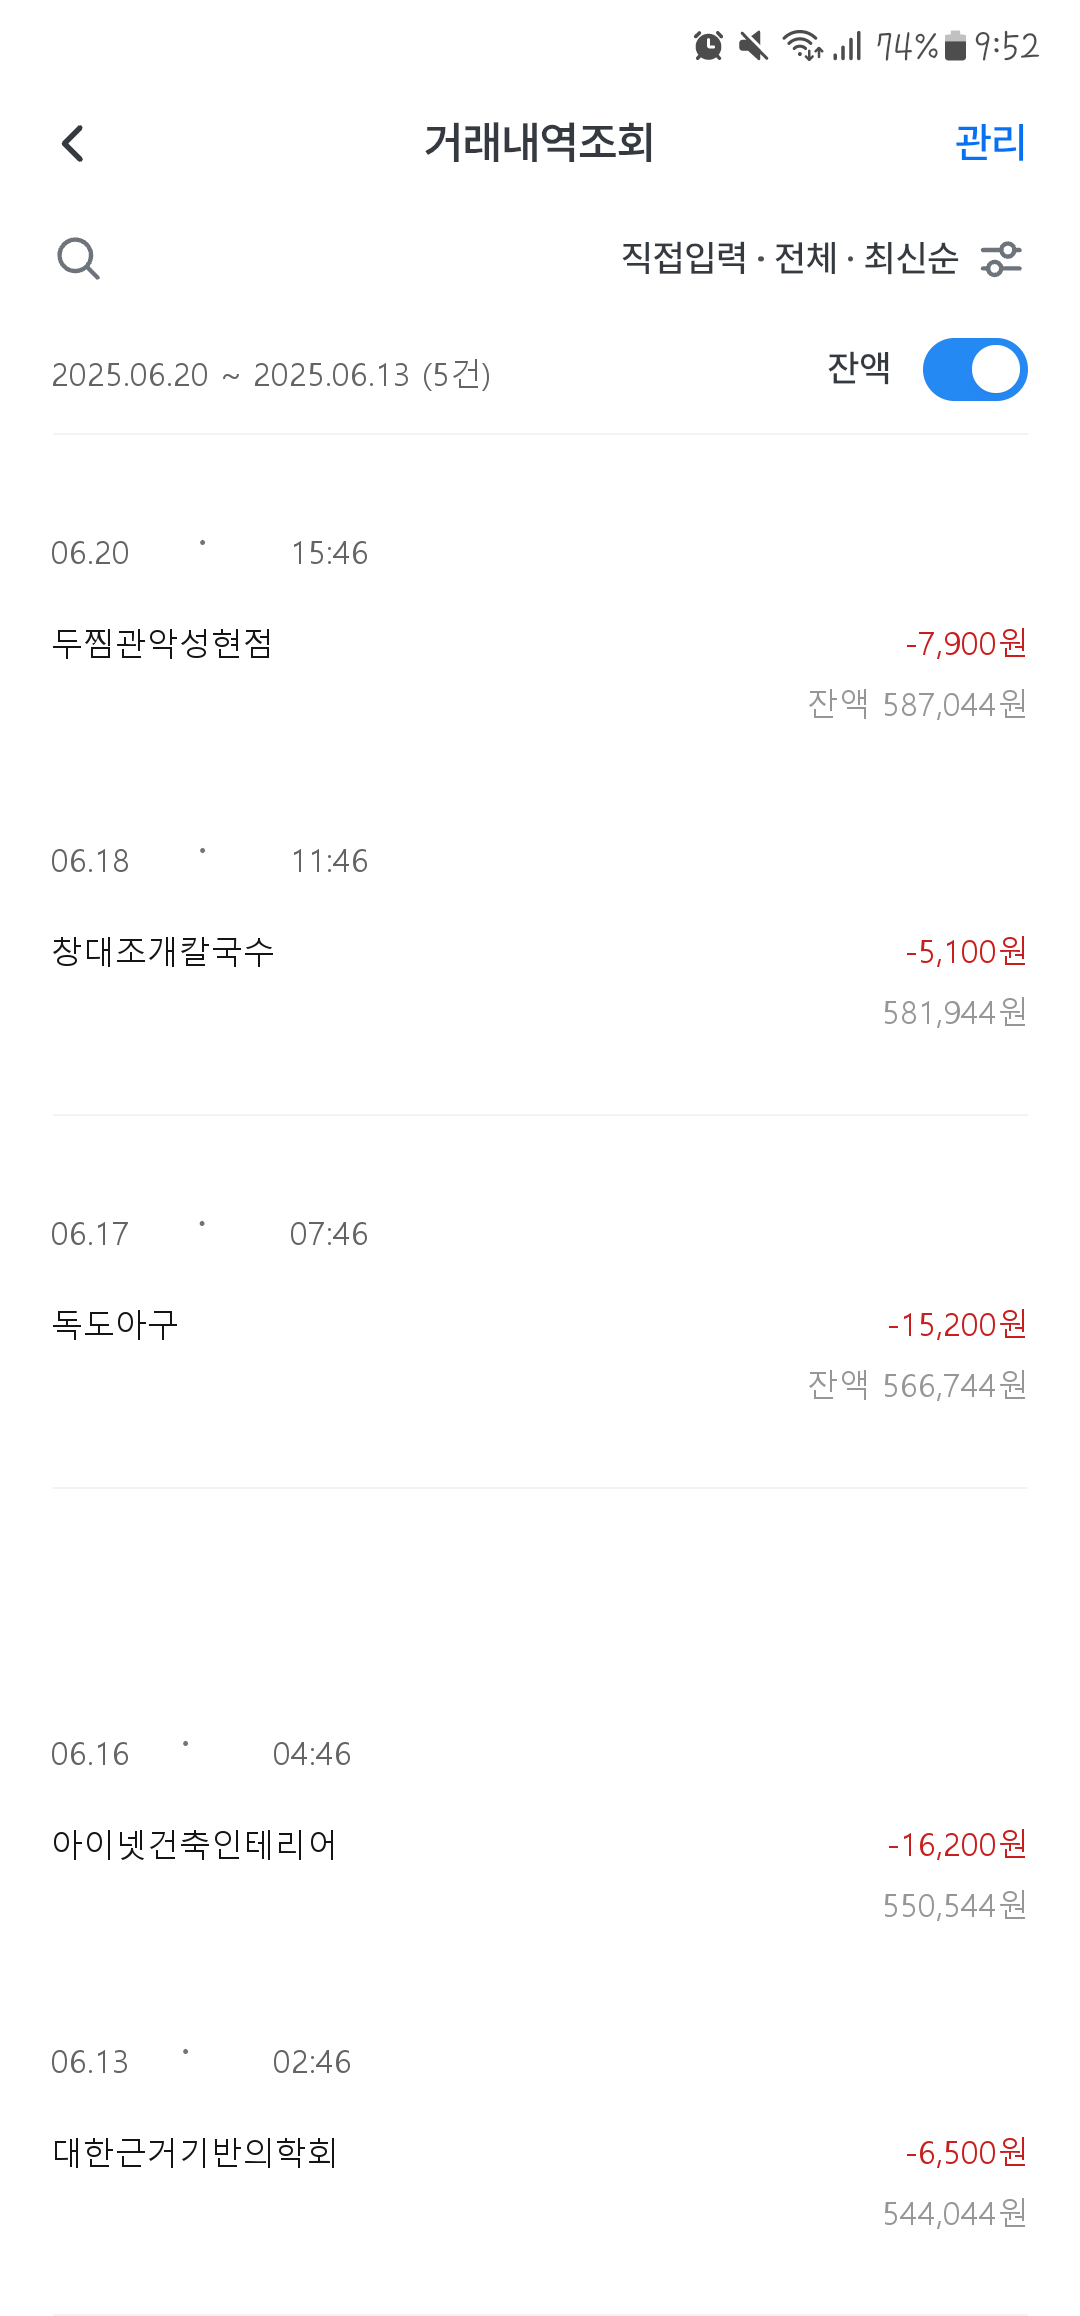 74% 9:52
거래내역조회 관리
직접입력 · 전체 · 최신순
2025.06.20 ~ 2025.06.13 (5건) 잔액
06.20 · 15:46
두찜관악성현점 -7,900원
잔액 587,044원
06.18 · 11:46
창대조개칼국수 -5,100원
581,944원
06.17 · 07:46
독도아구 -15,200원
잔액 566,744원
06.16 · 04:46
아이넷건축인테리어 -16,200원
550,544원
06.13 · 02:46
대한근거기반의학회 -6,500원
544,044원